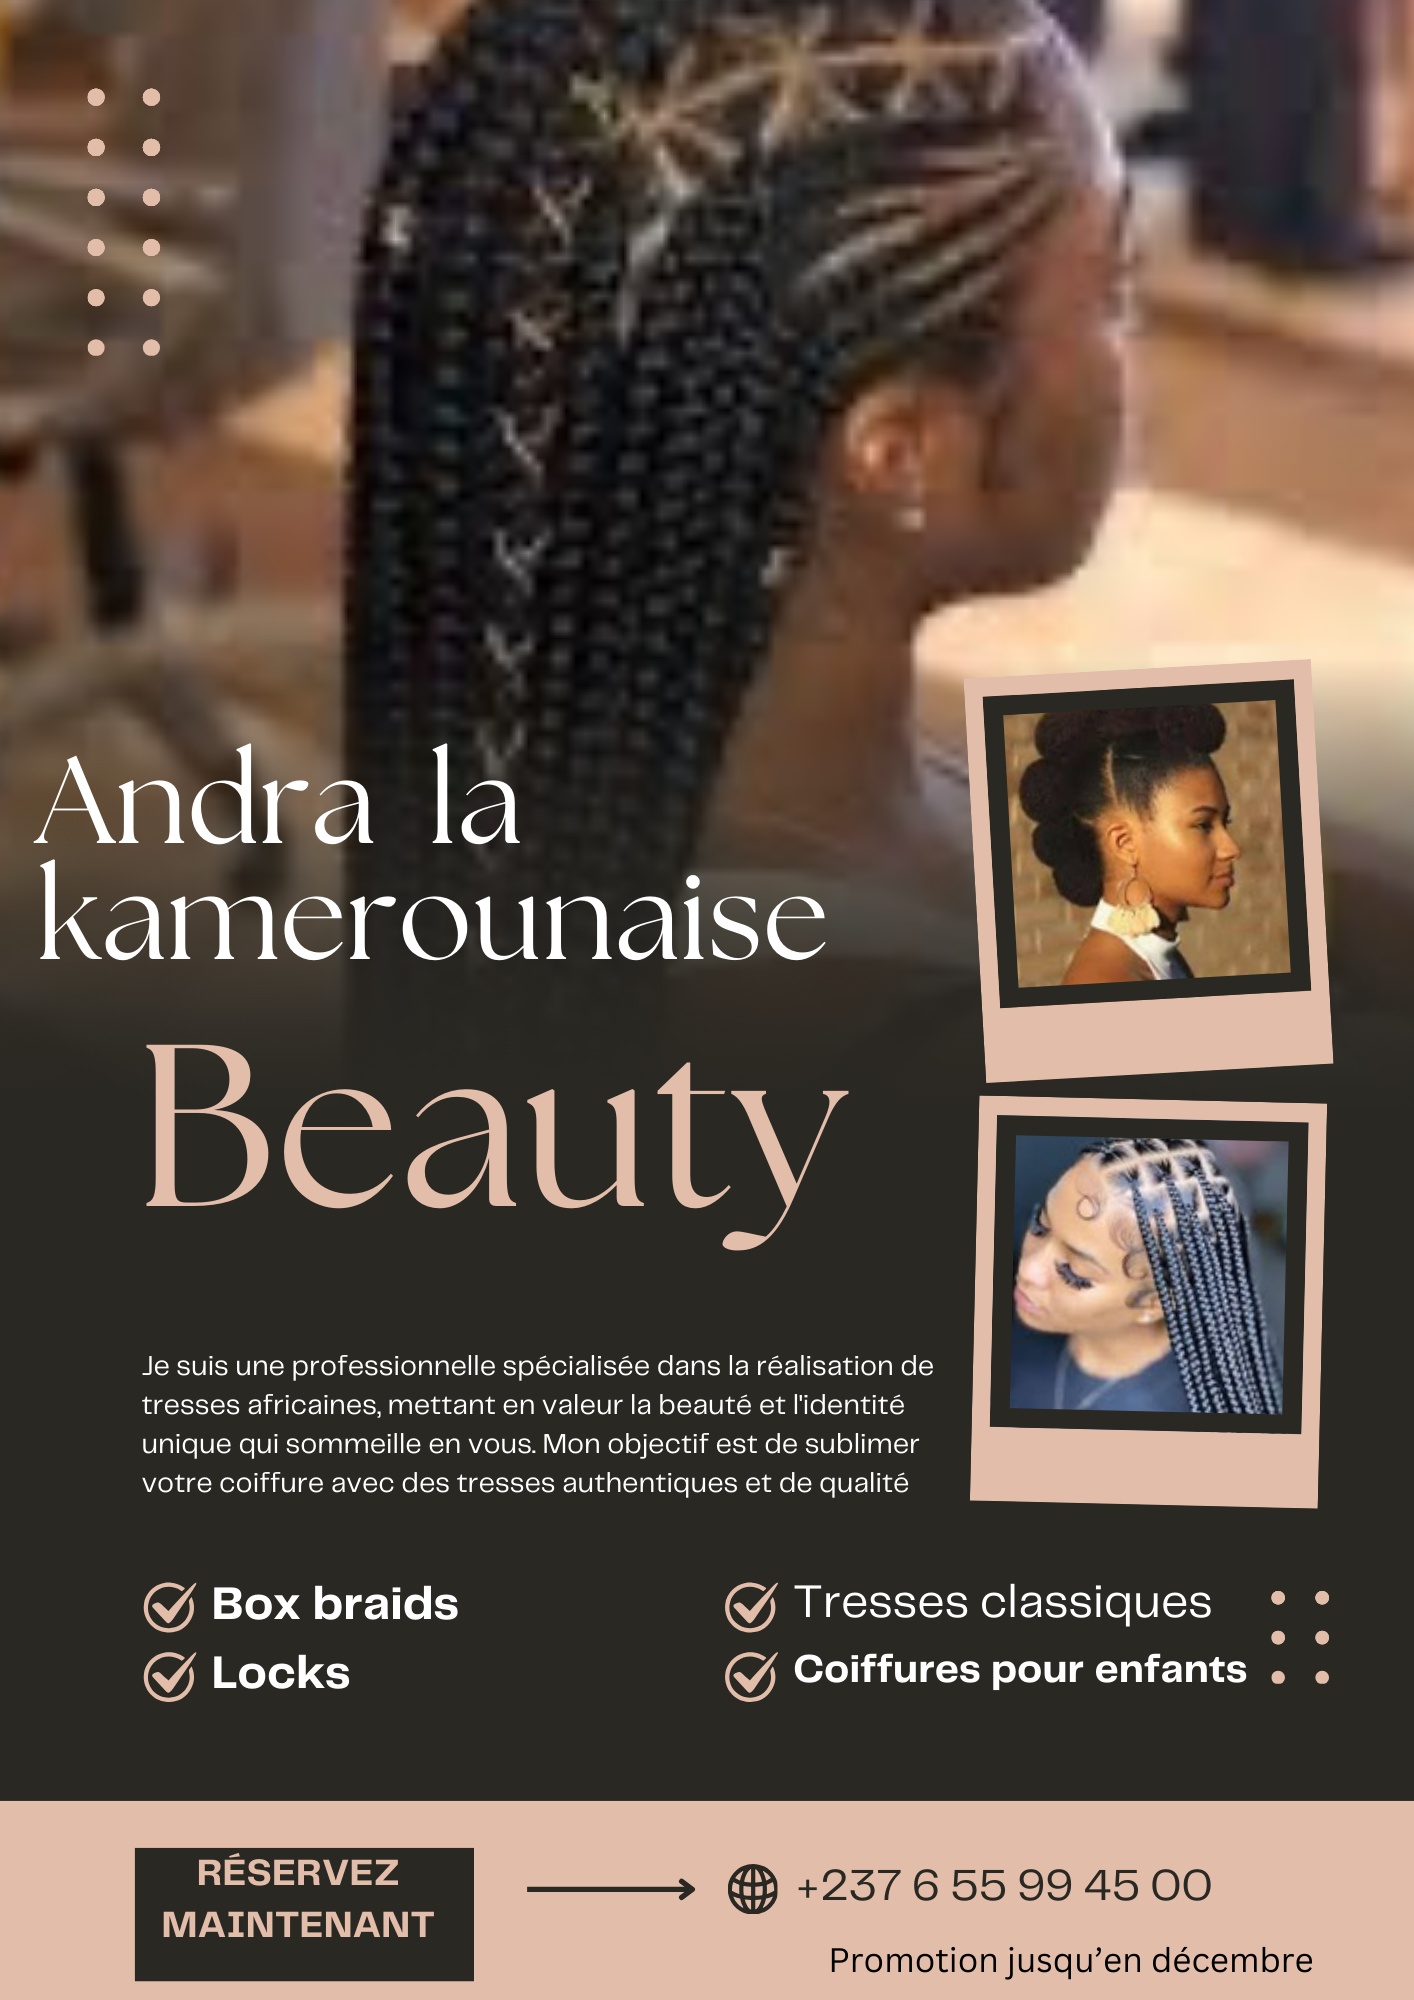 Andra la
kamerounaise
Beauty
Je suis une professionnelle spécialisée dans la réalisation de
tresses africaines, mettant en valeur la beauté et l'identité
unique qui sommeille en vous. Mon objectif est de sublimer
votre coiffure avec des tresses authentiques et de qualité
Box braids
Locks
Tresses classiques
Coiffures pour enfants
RÉSERVEZ
MAINTENANT
+237 6 55 99 45 00
Promotion jusqu’en décembre